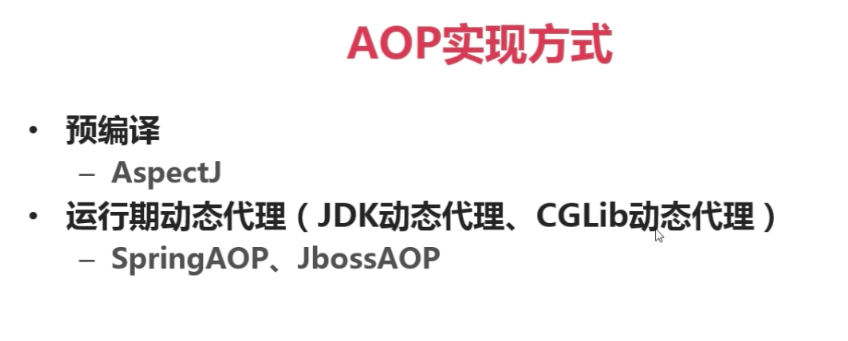 AOP实现方式
• 预编译
– AspectJ
• 运行期动态代理（JDK动态代理、CGLib动态代理）
– SpringAOP、JbossAOP